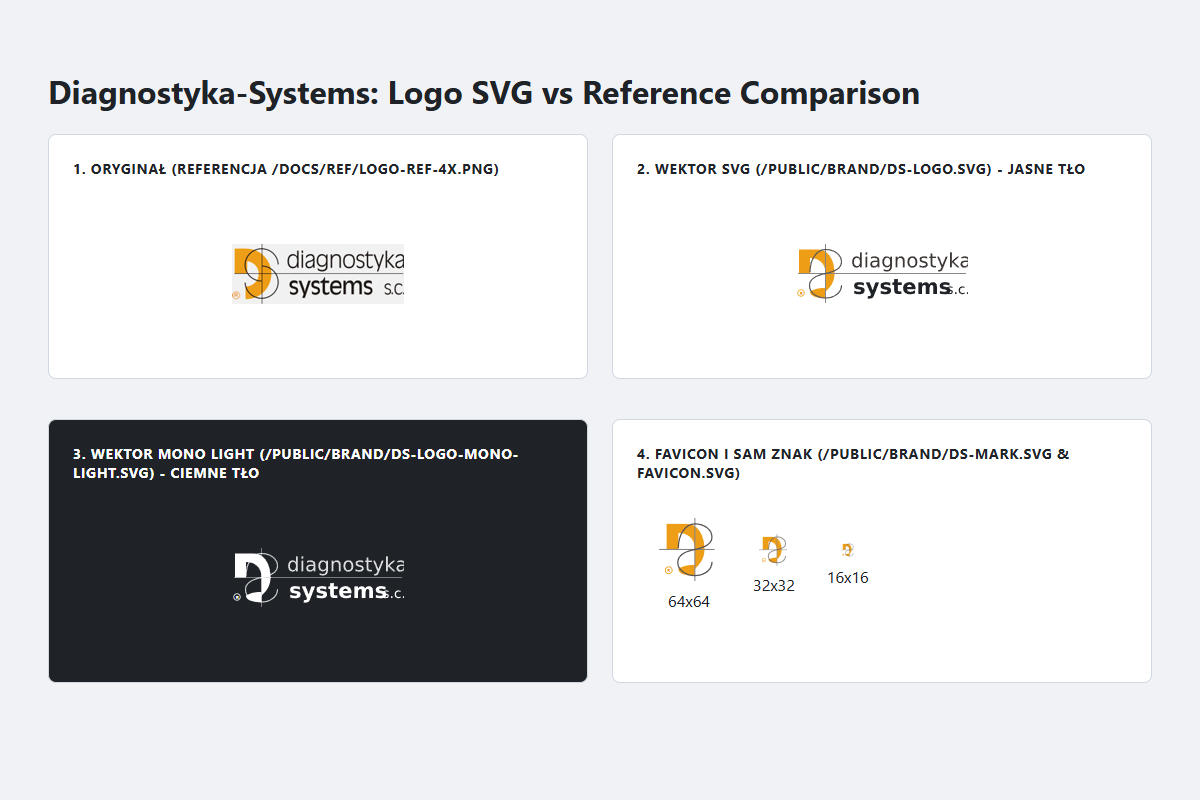 Diagnostyka-Systems: Logo SVG vs Reference Comparison
1. ORYGINAŁ (REFERENCJA /DOCS/REF/LOGO-REF-4X.PNG)
diagnostyka
systems s.c.
2. WEKTOR SVG (/PUBLIC/BRAND/DS-LOGO.SVG) - JASNE TŁO
diagnostyka
systems s.c.
3. WEKTOR MONO LIGHT (/PUBLIC/BRAND/DS-LOGO-MONO-
LIGHT.SVG) - CIEMNE TŁO
diagnostyka
systems s.c.
4. FAVICON I SAM ZNAK (/PUBLIC/BRAND/DS-MARK.SVG &
FAVICON.SVG)
64x64
32x32
16x16